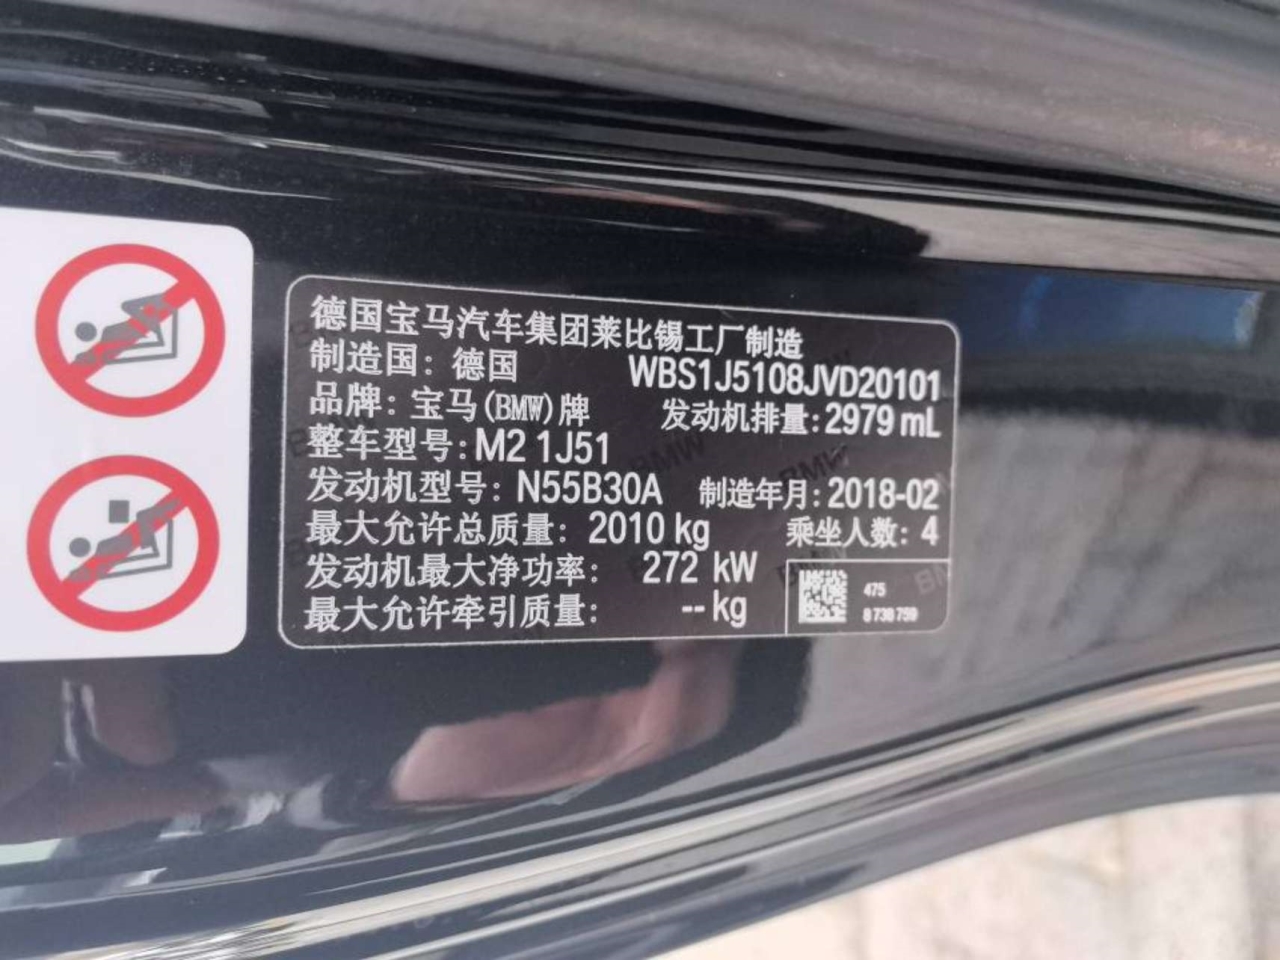 德国宝马汽车集团莱比锡工厂制造
制造国：德国 WBS1J5108JVD20101
品牌：宝马(BMW)牌 发动机排量：2979 mL
整车型号：M2 1J51
发动机型号：N55B30A 制造年月：2018-02
最大允许总质量：2010 kg 乘坐人数：4
发动机最大净功率：272 kW
最大允许牵引质量：-- kg
475
8 738 759